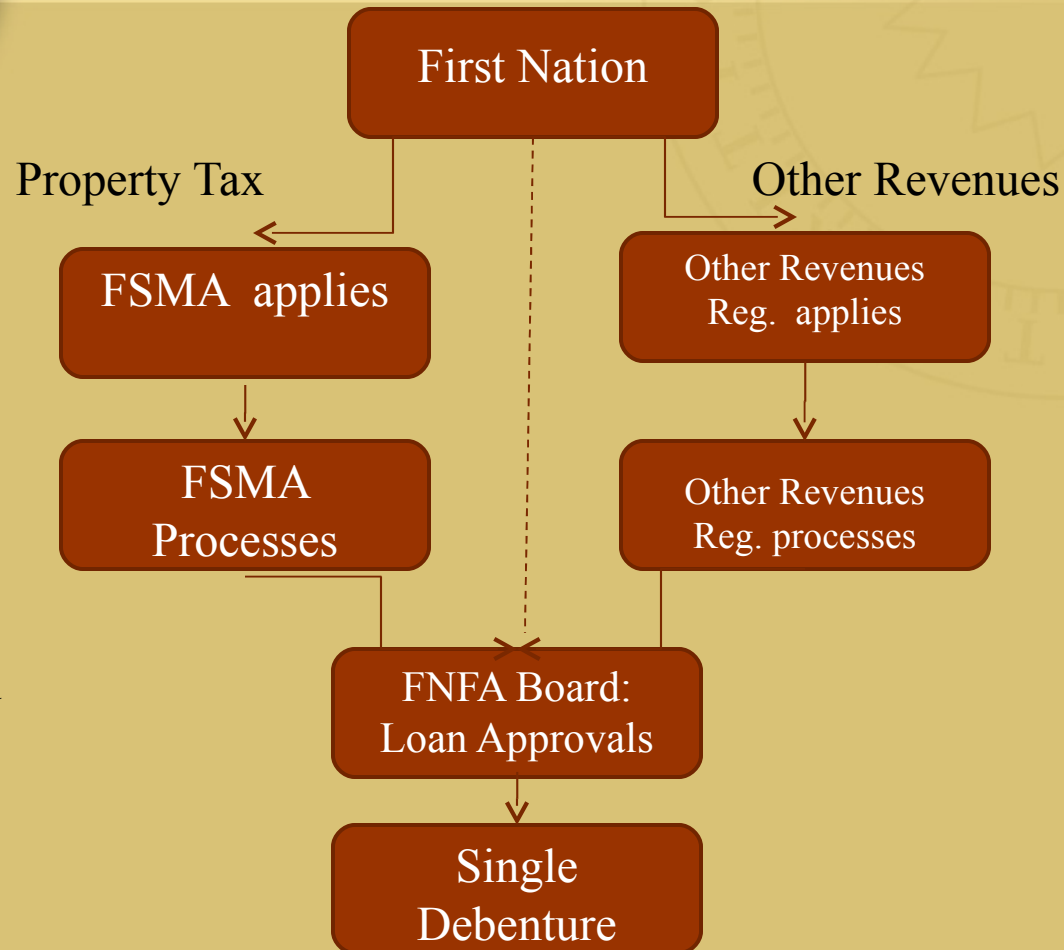 First Nation
Property Tax
Other Revenues
FSMA applies
Other Revenues
Reg. applies
FSMA
Processes
Other Revenues
Reg. processes
FNFA Board:
Loan Approvals
Single
Debenture